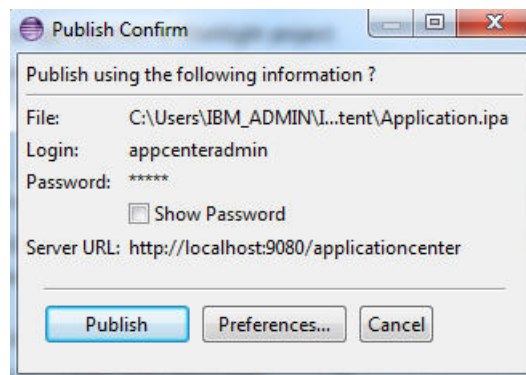 Publish Confirm
Publish using the following information ?
File: C:\Users\IBM_ADMIN\I...tent\Application.ipa
Login: appcenteradmin
Password: *****
Show Password
Server URL: http://localhost:9080/applicationcenter
Publish Preferences... Cancel